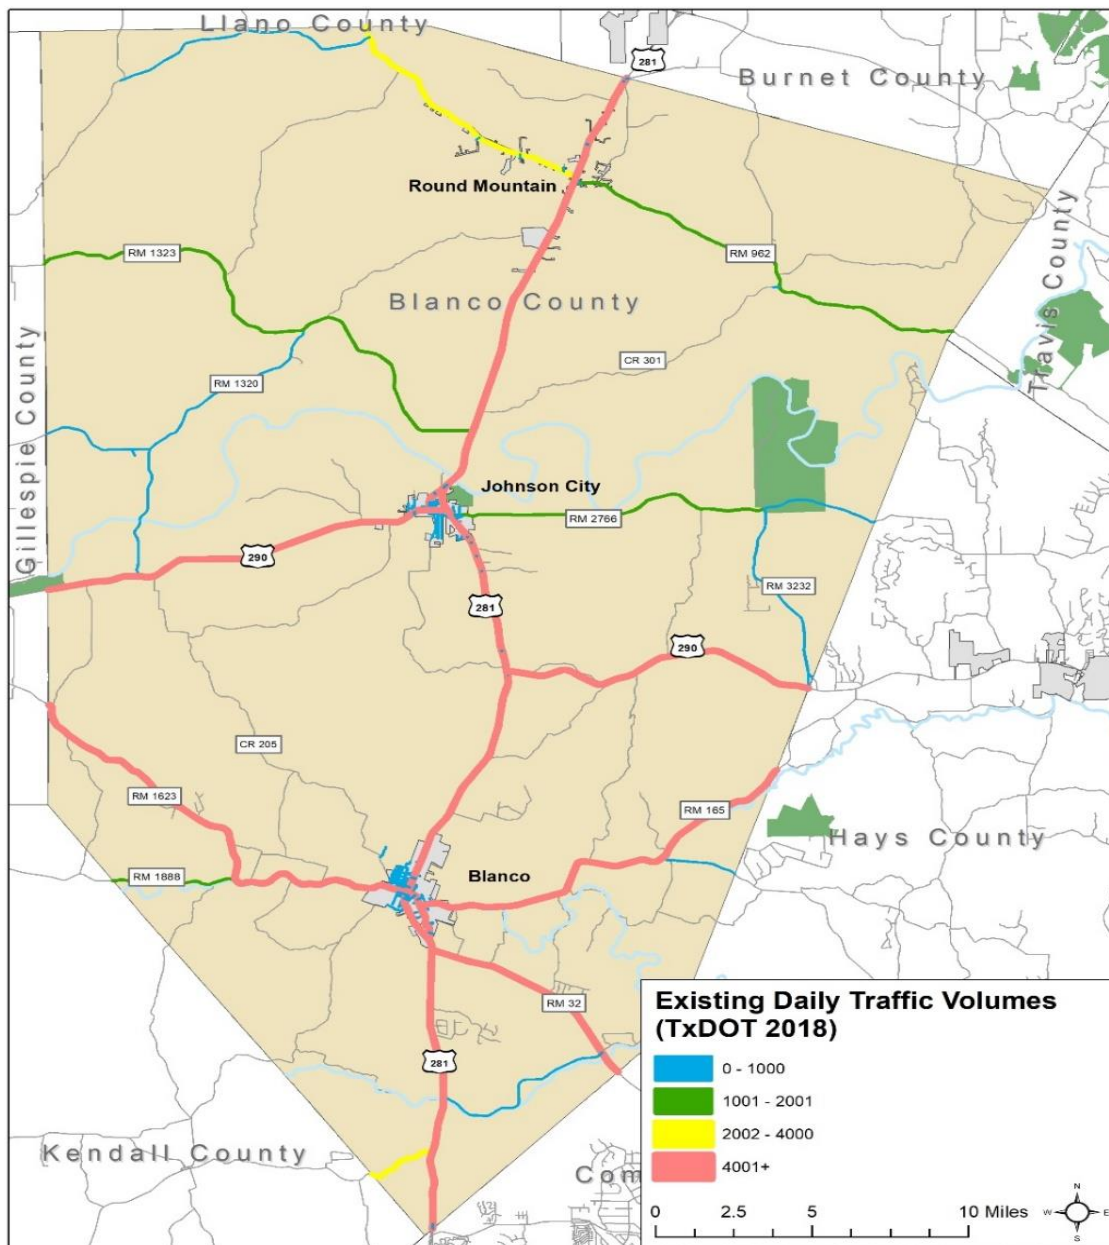 Llano County
281
Burnet County
Round Mountain
RM 1323
RM 962
Blanco County
Travis County
CR 301
RM 1320
Gillespie County
Johnson City
RM 2766
290
RM 3232
281
290
CR 205
RM 1623
RM 165
Hays County
Blanco
RM 1888
RM 32
281
Kendall County
Com
Existing Daily Traffic Volumes
(TxDOT 2018)
0 - 1000
1001 - 2001
2002 - 4000
4001+
0 2.5 5 10 Miles
N
W E
S